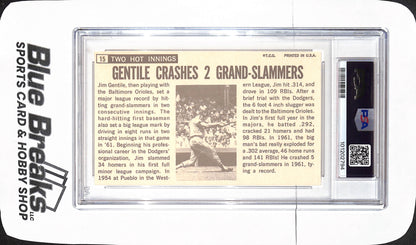 Blue Breaks LLC
SPORTS CARD & HOBBY SHOP
15 TWO HOT INNINGS
©T.C.G. PRINTED IN U.S.A.
GENTILE CRASHES 2 GRAND-SLAMMERS
Jim Gentile, then playing with
the Baltimore Orioles, set a
major league record by hit-
ting grand-slammers in two
consecutive innings. The
hard-hitting first baseman
also set a big league mark by
driving in eight runs in two
straight innings in that game
in '61. Beginning his profes-
sional career in the Dodgers'
organization, Jim slammed
34 homers in his first full
minor league campaign. In
1954 at Pueblo in the West-
ern League, Jim hit .314, and
drove in 109 RBIs. After a
brief trial with the Dodgers,
the 6 foot 4 inch slugger was
dealt to the Baltimore Orioles.
In Jim's first full year in the
majors, he batted .292,
cracked 21 homers and had
98 RBIs. In 1961, the big
man's bat really exploded for
a .302 average, 46 home runs
and 141 RBIs! He crashed 5
grand-slammers in 1961, ty-
ing a record.
PSA
101202794